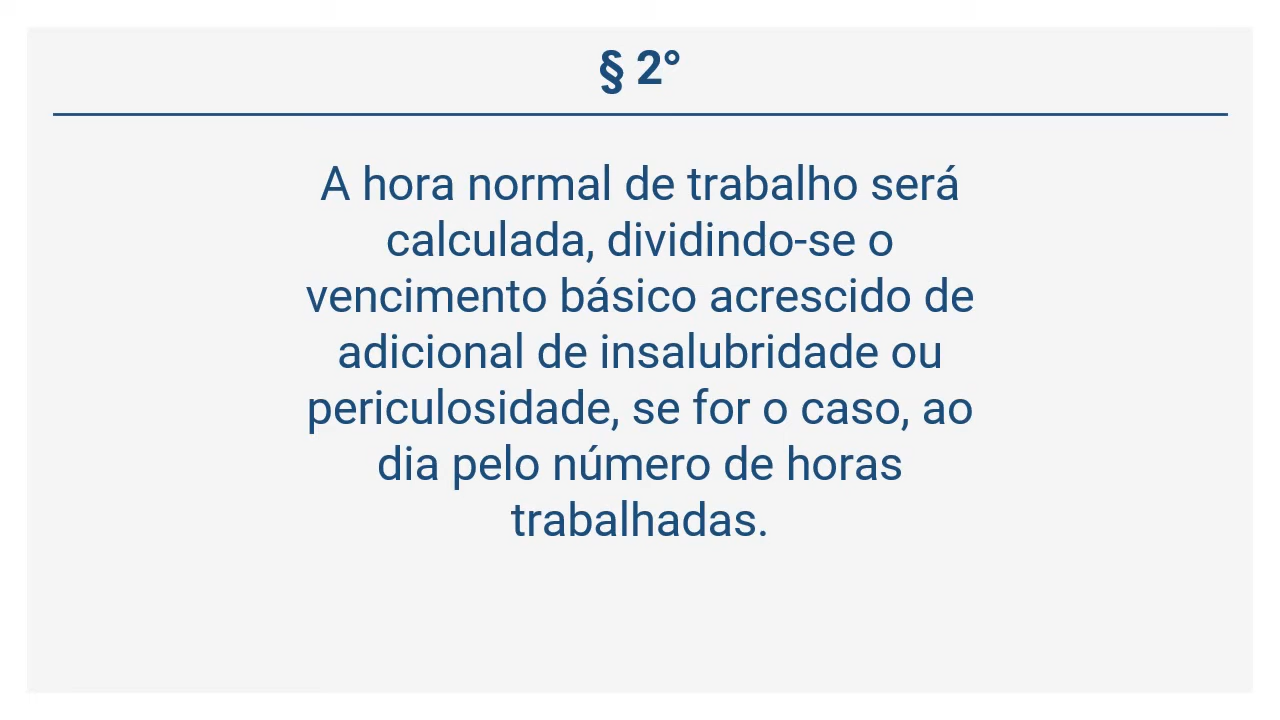 § 2°
A hora normal de trabalho será
calculada, dividindo-se o
vencimento básico acrescido de
adicional de insalubridade ou
periculosidade, se for o caso, ao
dia pelo número de horas
trabalhadas.